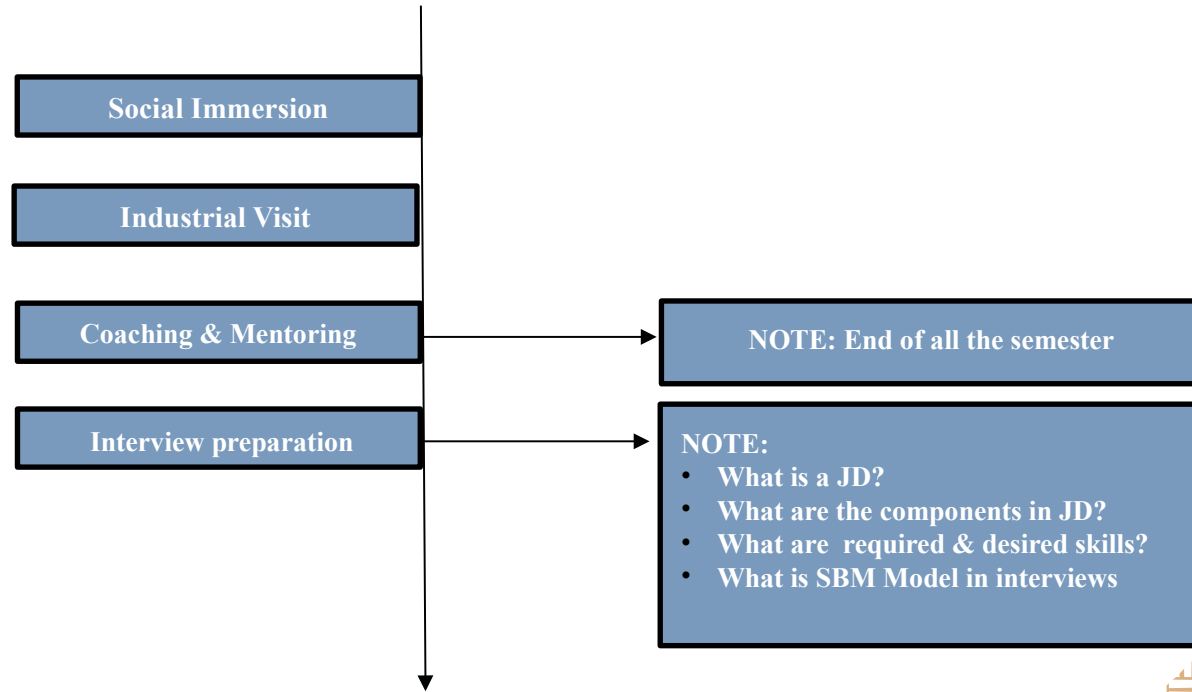 Social Immersion
Industrial Visit
Coaching & Mentoring
NOTE: End of all the semester
Interview preparation
NOTE:
• What is a JD?
• What are the components in JD?
• What are  required & desired skills?
• What is SBM Model in interviews